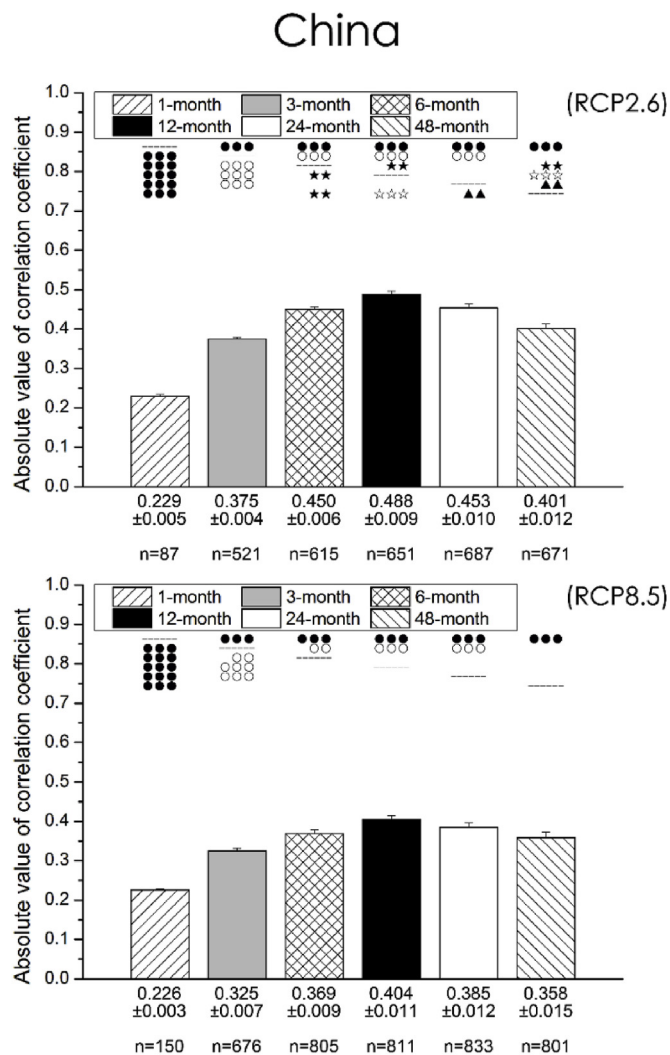 China
1.0
0.9
0.8
0.7
0.6
0.5
0.4
0.3
0.2
0.1
0.0
Absolute value of correlation coefficient
1-month 3-month 6-month
12-month 24-month 48-month
(RCP2.6)
0.229 0.375 0.450 0.488 0.453 0.401
±0.005 ±0.004 ±0.006 ±0.009 ±0.010 ±0.012
n=87 n=521 n=615 n=651 n=687 n=671
1.0
0.9
0.8
0.7
0.6
0.5
0.4
0.3
0.2
0.1
0.0
Absolute value of correlation coefficient
1-month 3-month 6-month
12-month 24-month 48-month
(RCP8.5)
0.226 0.325 0.369 0.404 0.385 0.358
±0.003 ±0.007 ±0.009 ±0.011 ±0.012 ±0.015
n=150 n=676 n=805 n=811 n=833 n=801